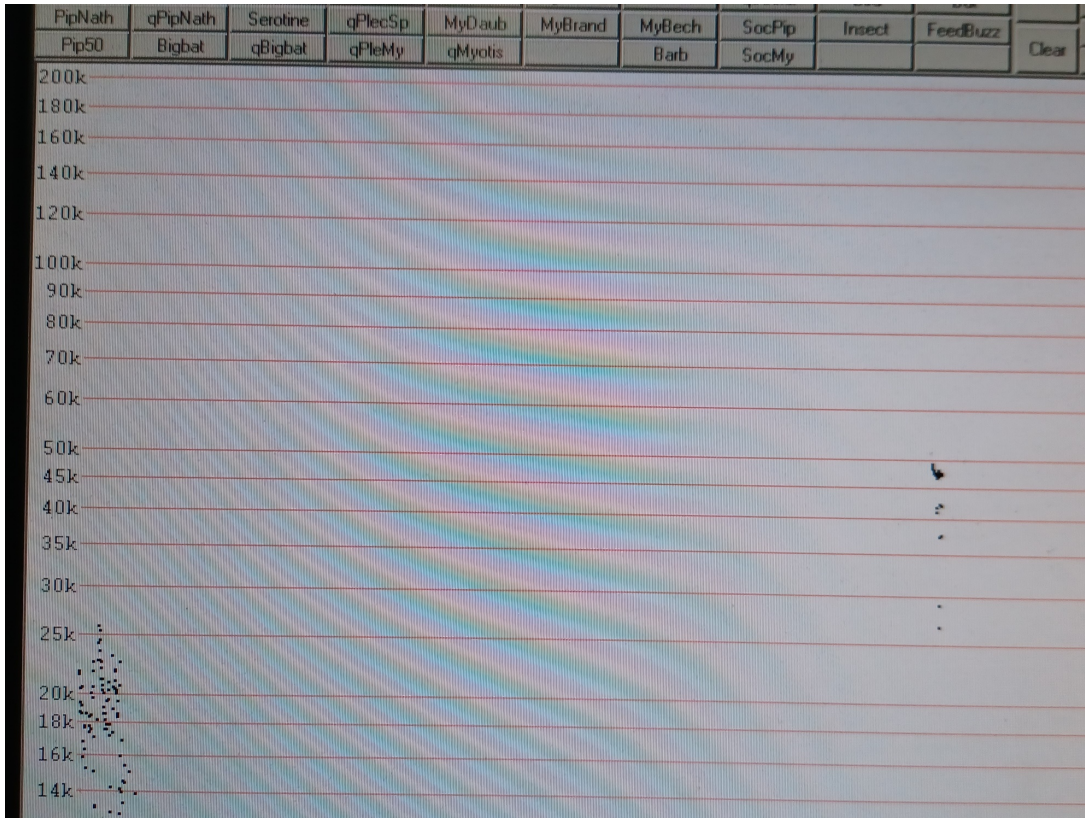 PipNath qPipNath Serotine qPlecSp MyDaub MyBrand MyBech SocPip Insect FeedBuzz
Pip50 Bigbat qBigbat qPleMy qMyotis Barb SocMy Clear
200k
180k
160k
140k
120k
100k
90k
80k
70k
60k
50k
45k
40k
35k
30k
25k
20k
18k
16k
14k